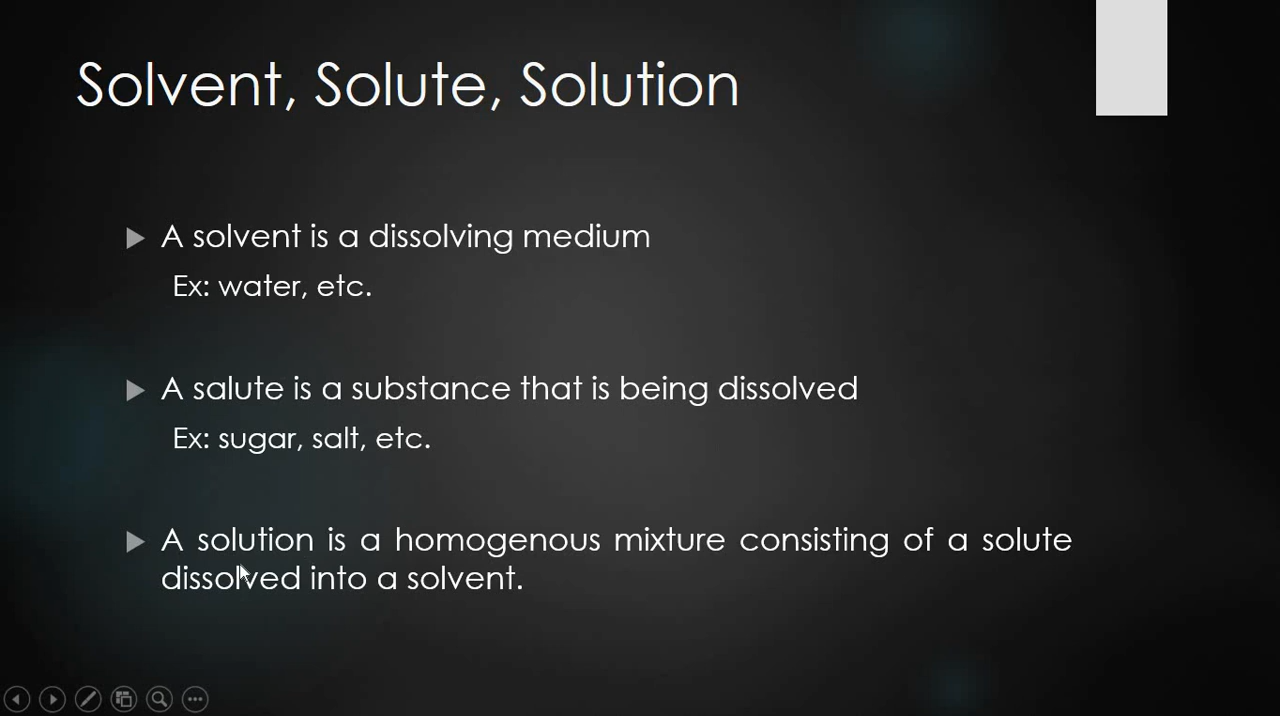 Solvent, Solute, Solution
A solvent is a dissolving medium
Ex: water, etc.
A salute is a substance that is being dissolved
Ex: sugar, salt, etc.
A solution is a homogenous mixture consisting of a solute
dissolved into a solvent.